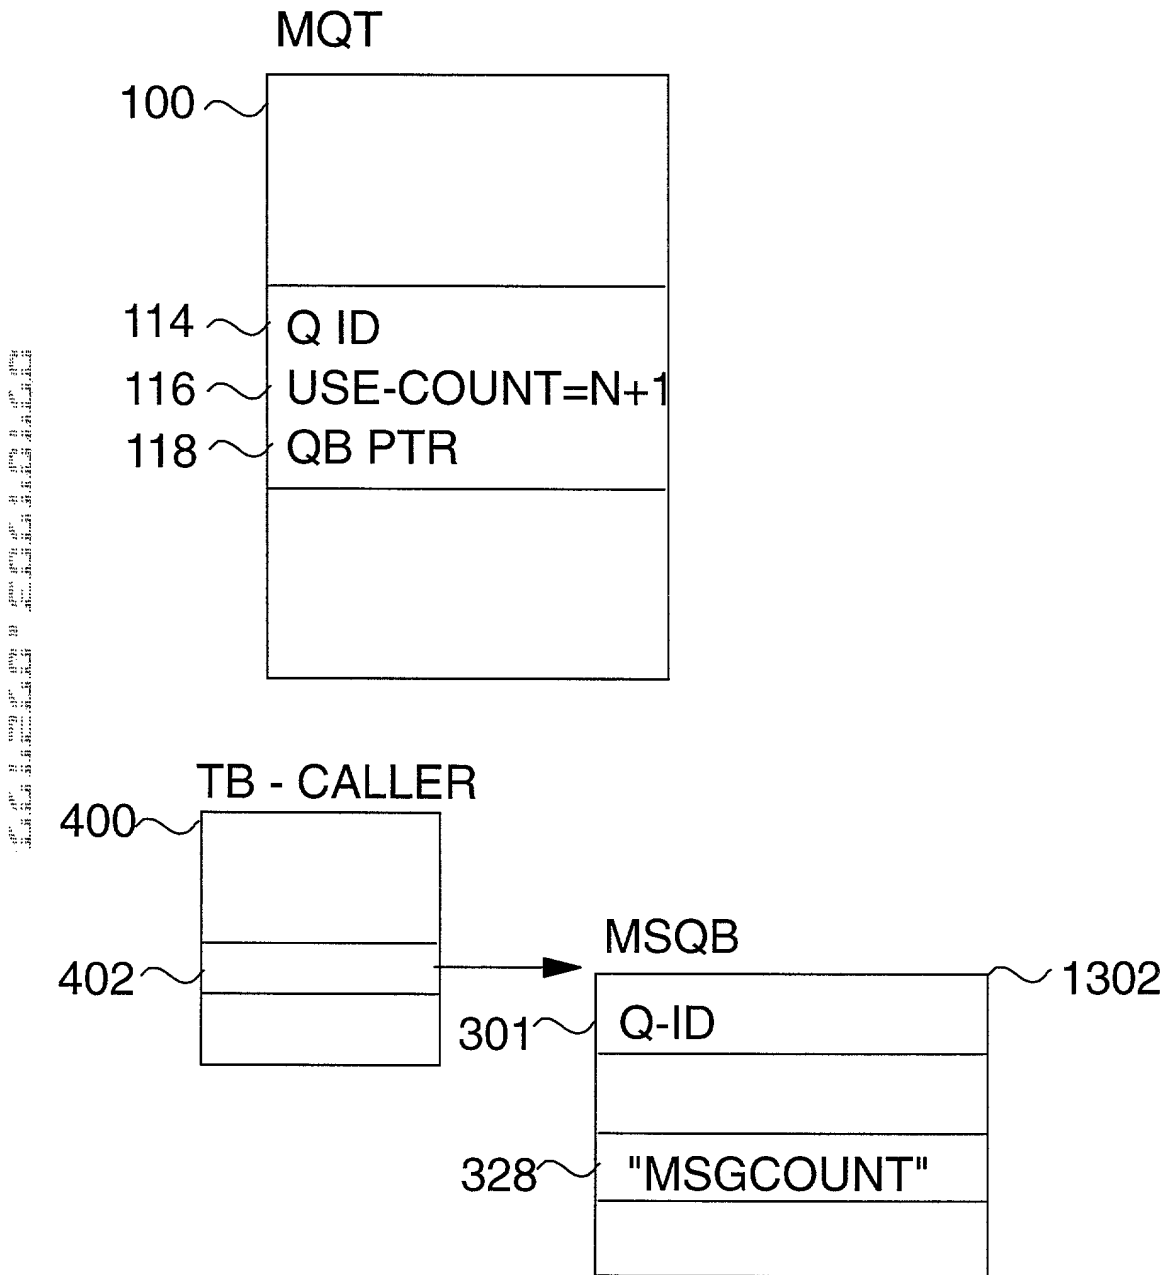 MQT
100
114 Q ID
116 USE-COUNT=N+1
118 QB PTR
TB - CALLER
400
402
MSQB
1302
301 Q-ID
328 "MSGCOUNT"